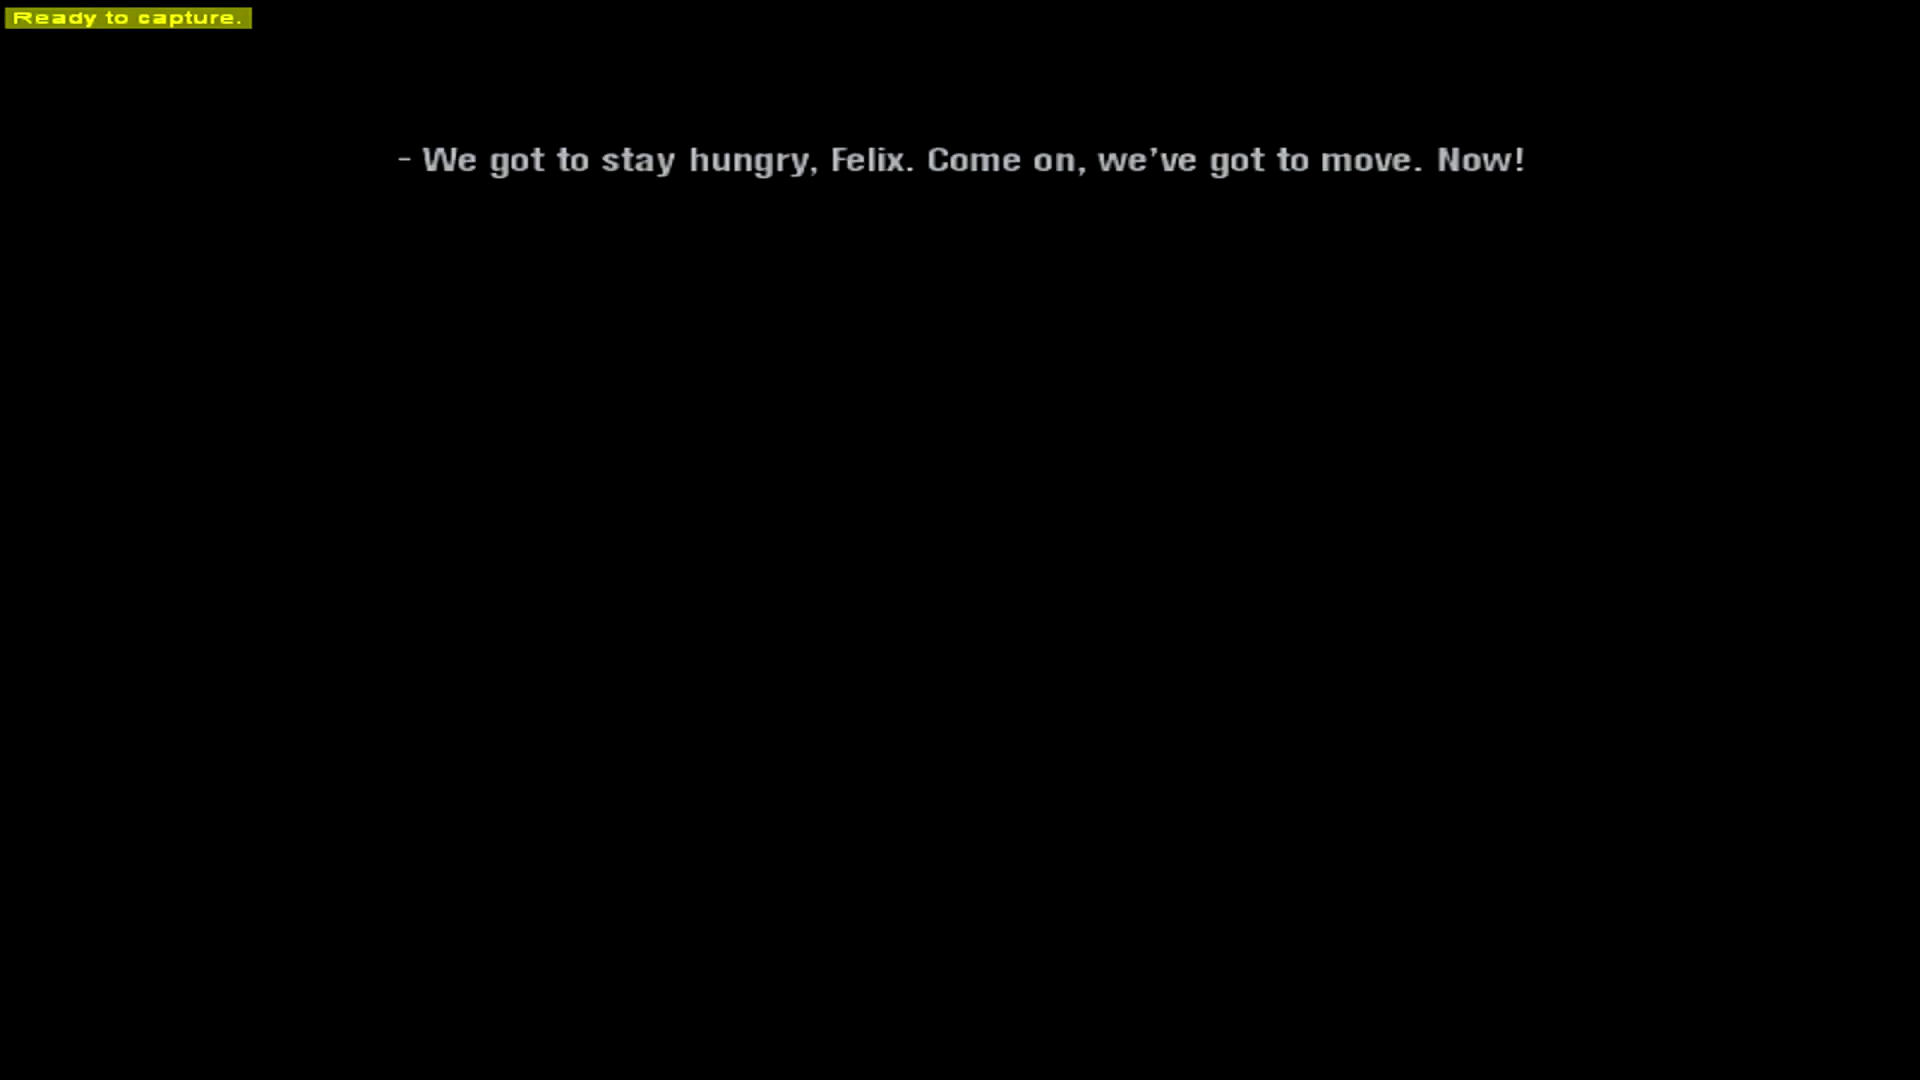 Ready to capture.
- We got to stay hungry, Felix. Come on, we've got to move. Now!